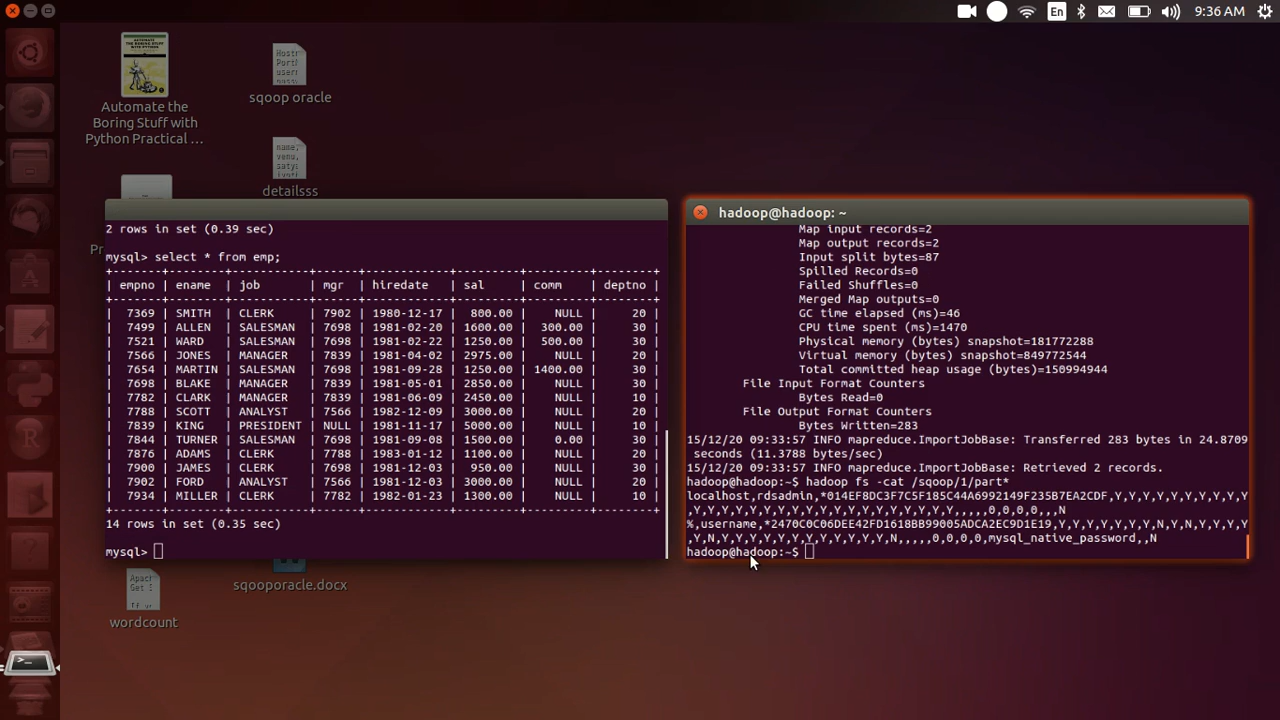 En
9:36 AM
Automate the
Boring Stuff with
Python Practical ...
sqoop oracle
detailsss
2 rows in set (0.39 sec)
mysql> select * from emp;
+-------+--------+-----------+------+------------+---------+---------+--------+
| empno | ename | job | mgr | hiredate | sal | comm | deptno |
+-------+--------+-----------+------+------------+---------+---------+--------+
| 7369 | SMITH | CLERK | 7902 | 1980-12-17 | 800.00 | NULL | 20 |
| 7499 | ALLEN | SALESMAN | 7698 | 1981-02-20 | 1600.00 | 300.00 | 30 |
| 7521 | WARD | SALESMAN | 7698 | 1981-02-22 | 1250.00 | 500.00 | 30 |
| 7566 | JONES | MANAGER | 7839 | 1981-04-02 | 2975.00 | NULL | 20 |
| 7654 | MARTIN | SALESMAN | 7698 | 1981-09-28 | 1250.00 | 1400.00 | 30 |
| 7698 | BLAKE | MANAGER | 7839 | 1981-05-01 | 2850.00 | NULL | 30 |
| 7782 | CLARK | MANAGER | 7839 | 1981-06-09 | 2450.00 | NULL | 10 |
| 7788 | SCOTT | ANALYST | 7566 | 1982-12-09 | 3000.00 | NULL | 20 |
| 7839 | KING | PRESIDENT | NULL | 1981-11-17 | 5000.00 | NULL | 10 |
| 7844 | TURNER | SALESMAN | 7698 | 1981-09-08 | 1500.00 | 0.00 | 30 |
| 7876 | ADAMS | CLERK | 7788 | 1983-01-12 | 1100.00 | NULL | 20 |
| 7900 | JAMES | CLERK | 7698 | 1981-12-03 | 950.00 | NULL | 30 |
| 7902 | FORD | ANALYST | 7566 | 1981-12-03 | 3000.00 | NULL | 20 |
| 7934 | MILLER | CLERK | 7782 | 1982-01-23 | 1300.00 | NULL | 10 |
+-------+--------+-----------+------+------------+---------+---------+--------+
14 rows in set (0.35 sec)
mysql>
hadoop@hadoop: ~
Map input records=2
Map output records=2
Input split bytes=87
Spilled Records=0
Failed Shuffles=0
Merged Map outputs=0
GC time elapsed (ms)=46
CPU time spent (ms)=1470
Physical memory (bytes) snapshot=181772288
Virtual memory (bytes) snapshot=849772544
Total committed heap usage (bytes)=150994944
File Input Format Counters
Bytes Read=0
File Output Format Counters
Bytes Written=283
15/12/20 09:33:57 INFO mapreduce.ImportJobBase: Transferred 283 bytes in 24.8709
seconds (11.3788 bytes/sec)
15/12/20 09:33:57 INFO mapreduce.ImportJobBase: Retrieved 2 records.
hadoop@hadoop:~$ hadoop fs -cat /sqoop/1/part*
localhost,rdsadmin,*014EF8DC3F7C5F185C44A6992149F235B7EA2CDF,Y,Y,Y,Y,Y,Y,Y,Y,Y,Y
,Y,Y,Y,Y,Y,Y,Y,Y,Y,Y,Y,Y,Y,Y,Y,Y,Y,Y,Y,,,,,0,0,0,0,,,N
%,username,*2470C0C06DEE42FD1618BB99005ADCA2EC9D1E19,Y,Y,Y,Y,Y,Y,Y,N,Y,N,Y,Y,Y,Y
,Y,N,Y,Y,Y,Y,Y,Y,Y,Y,Y,Y,Y,Y,N,,,,,0,0,0,0,mysql_native_password,,N
hadoop@hadoop:~$
sqooporacle.docx
wordcount